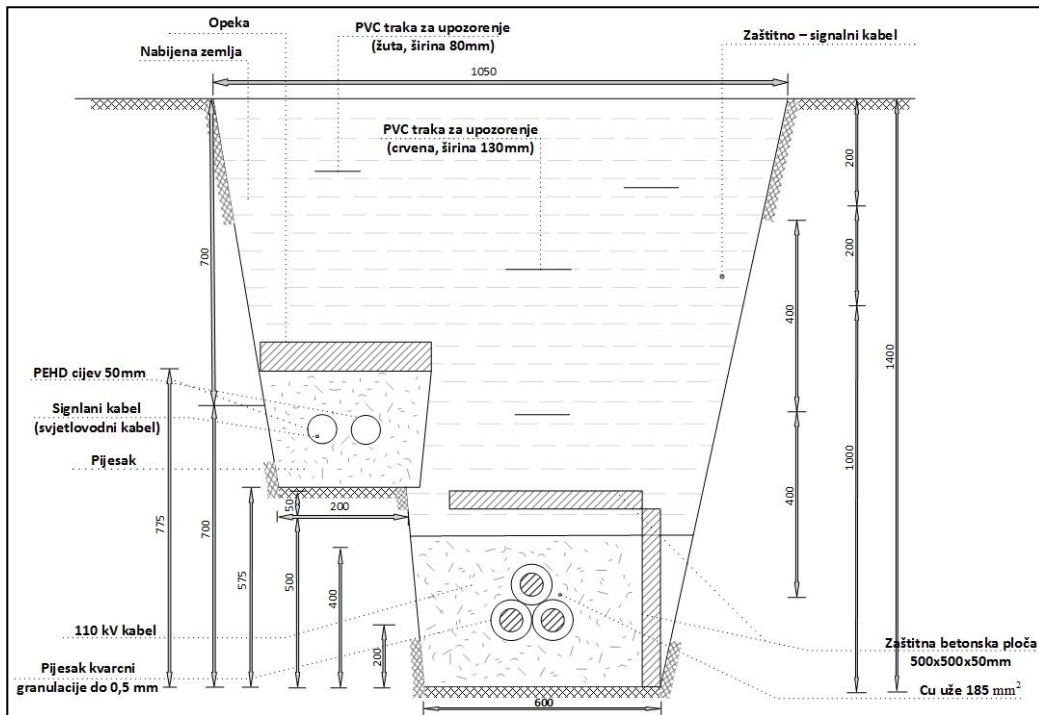 Opeka
PVC traka za upozorenje
(žuta, širina 80mm)
Zaštitno – signalni kabel
Nabijena zemlja
1050
PVC traka za upozorenje
(crvena, širina 130mm)
200
700
200
400
1400
PEHD cijev 50mm
Signlani kabel
(svjetlovodni kabel)
Pijesak
1000
400
50
200
775
700
575
500
400
200
110 kV kabel
Pijesak kvarcni
granulacije do 0,5 mm
Zaštitna betonska ploča
500x500x50mm
Cu uže 185 mm²
600